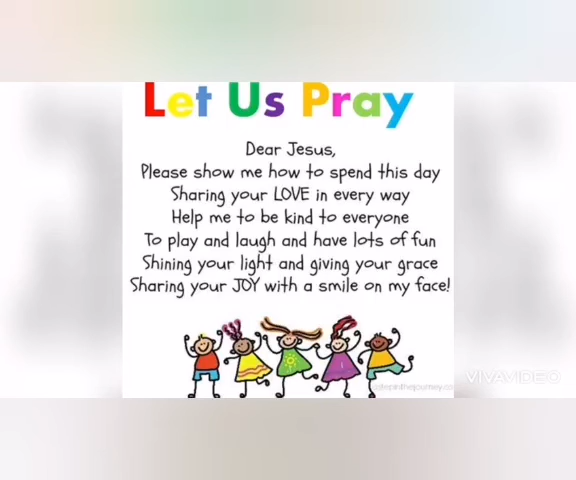 Let Us Pray
Dear Jesus,
Please show me how to spend this day
Sharing your LOVE in every way
Help me to be kind to everyone
To play and laugh and have lots of fun
Shining your light and giving your grace
Sharing your JOY with a smile on my face!
VIVAVIDEO